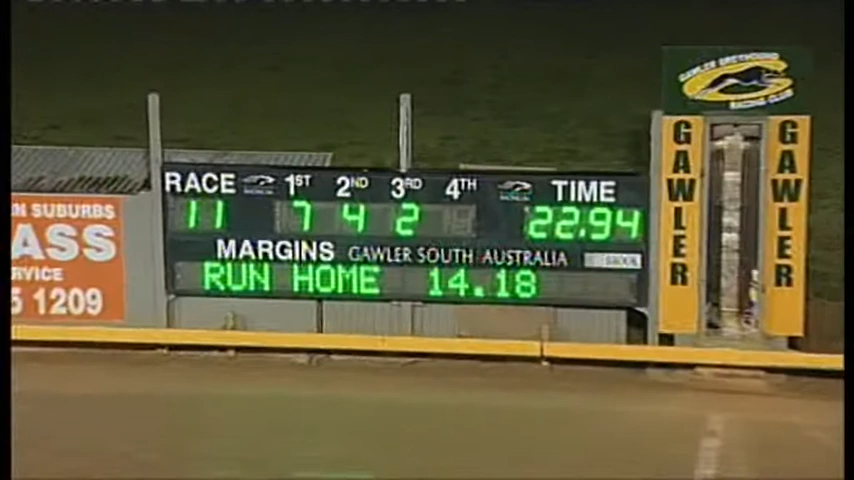 GAWLER GREYHOUND
RACING CLUB
GAWLER
GAWLER
RACE 1ST 2ND 3RD 4TH TIME
11 7 4 2 22.94
MARGINS GAWLER SOUTH AUSTRALIA
RUN HOME 14.18
N SUBURBS
ASS
RVICE
5 1209